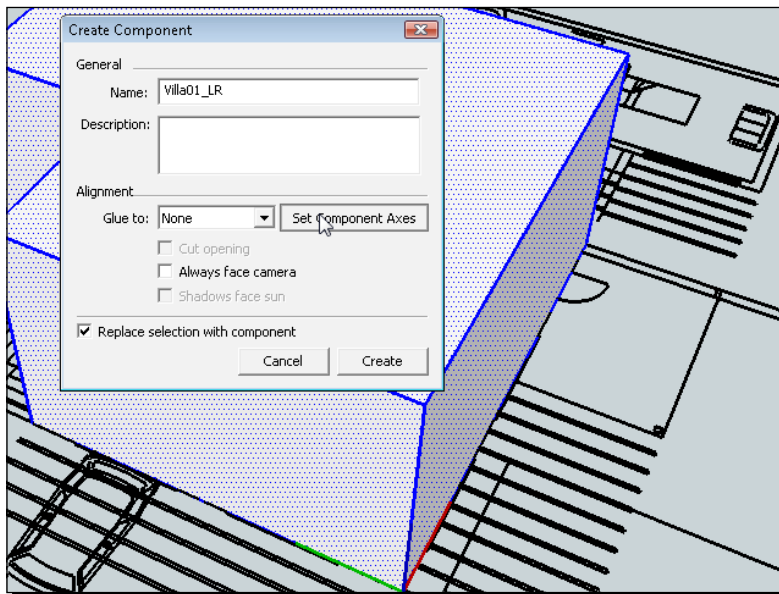 Create Component
General
Name: Villa01_LR
Description:
Alignment
Glue to: None Set Component Axes
Cut opening
Always face camera
Shadows face sun
Replace selection with component
Cancel Create